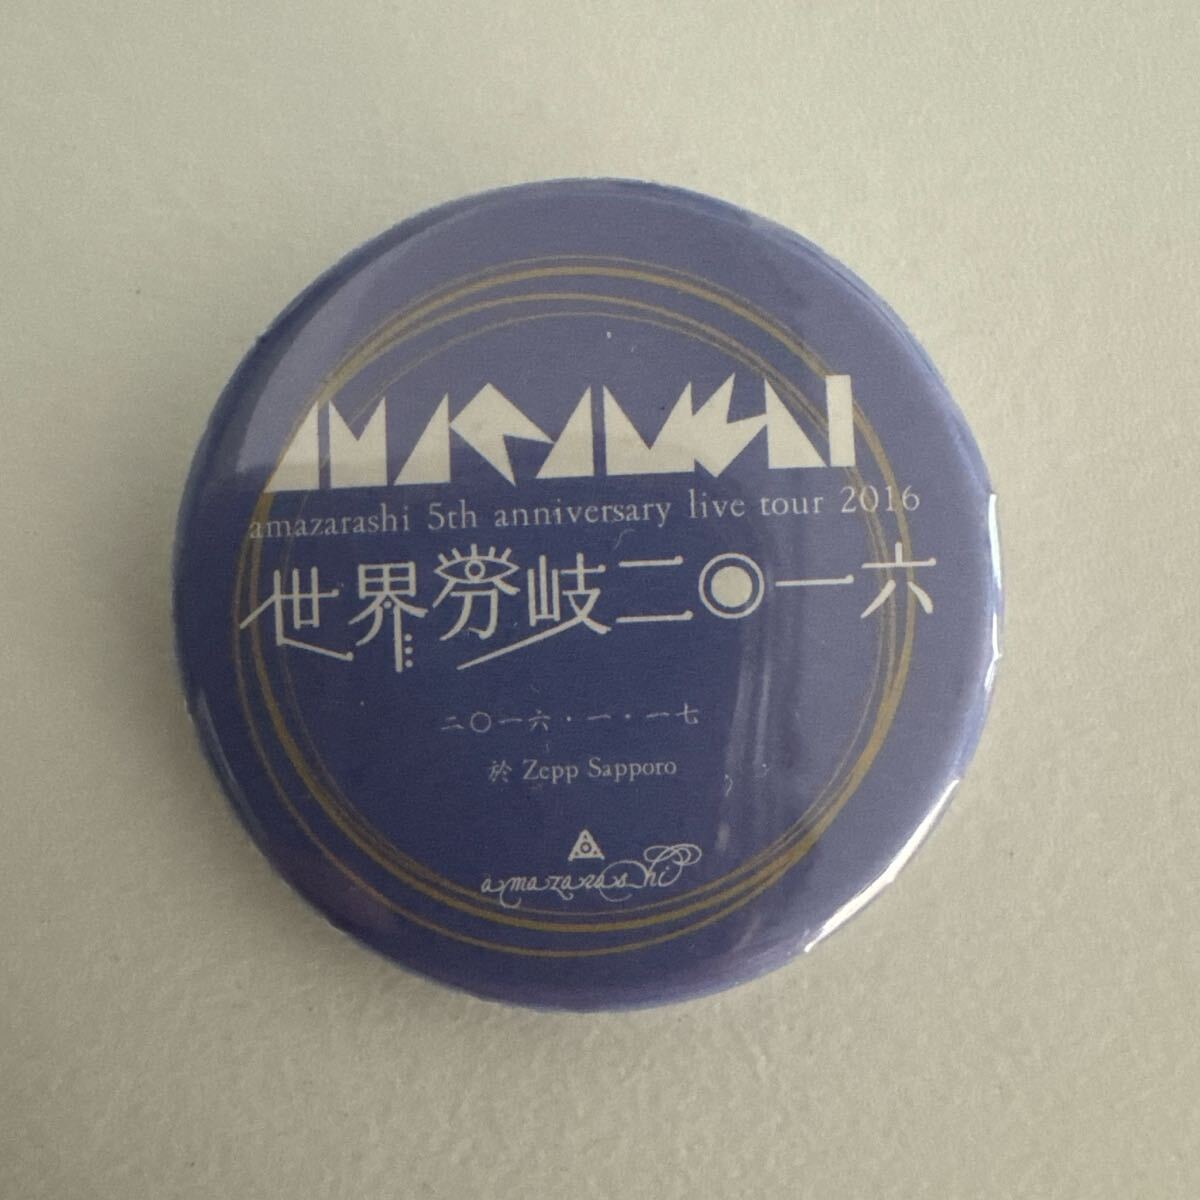 amazarashi 5th anniversary live tour 2016
世界分岐二〇一六
二〇一六・一・一七
於 Zepp Sapporo
amazarashi